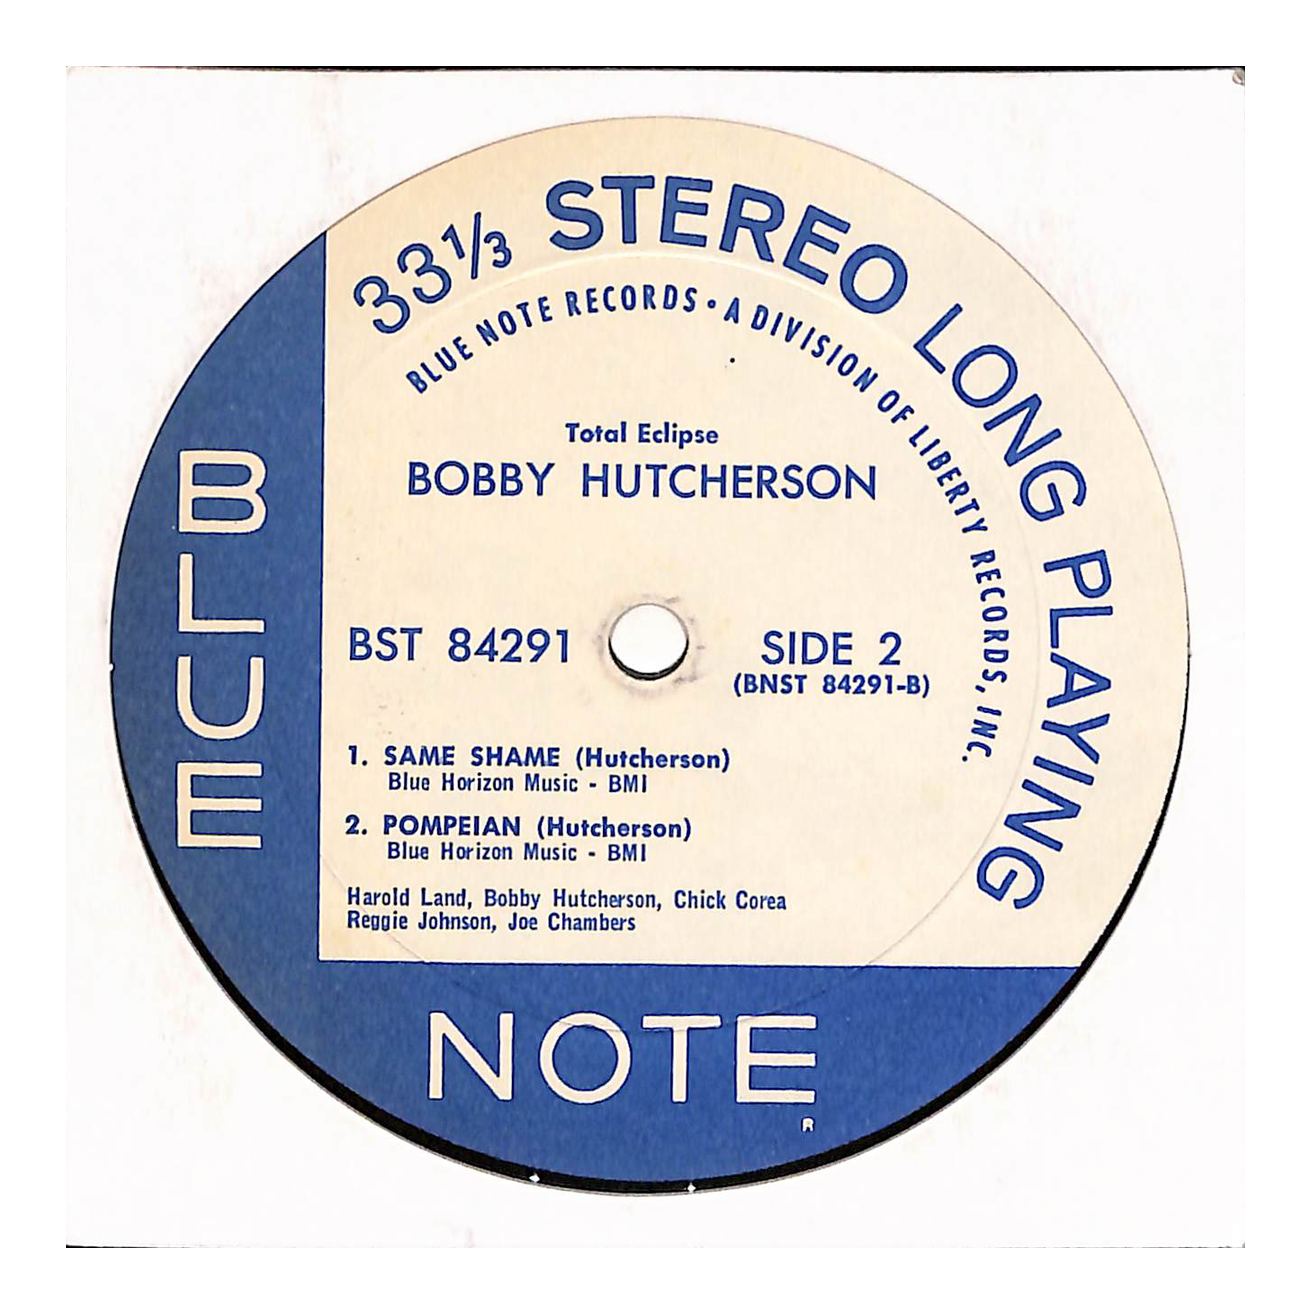 33⅓ STEREO LONG PLAYING
BLUE NOTE RECORDS • A DIVISION OF LIBERTY RECORDS, INC.
Total Eclipse
BOBBY HUTCHERSON
BST 84291
SIDE 2
(BNST 84291-B)
1. SAME SHAME (Hutcherson)
Blue Horizon Music - BMI
2. POMPEIAN (Hutcherson)
Blue Horizon Music - BMI
Harold Land, Bobby Hutcherson, Chick Corea
Reggie Johnson, Joe Chambers
BLUE
NOTE
R